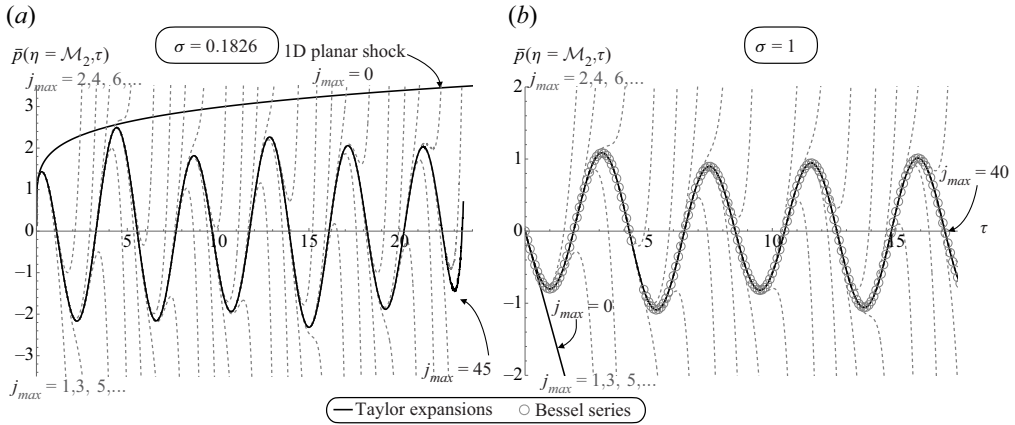 (a)
σ = 0.1826
1D planar shock
p̄(η = ℳ₂,τ)
j_max = 2,4, 6,...
j_max = 0
3
2
1
0
−1
−2
−3
5
10
15
20
j_max = 1,3, 5,...
j_max = 45
(b)
σ = 1
p̄(η = ℳ₂,τ)
j_max = 2,4, 6,...
2
1
0
−1
−2
5
10
15
τ
j_max = 40
j_max = 0
j_max = 1,3, 5,...
Taylor expansions
Bessel series